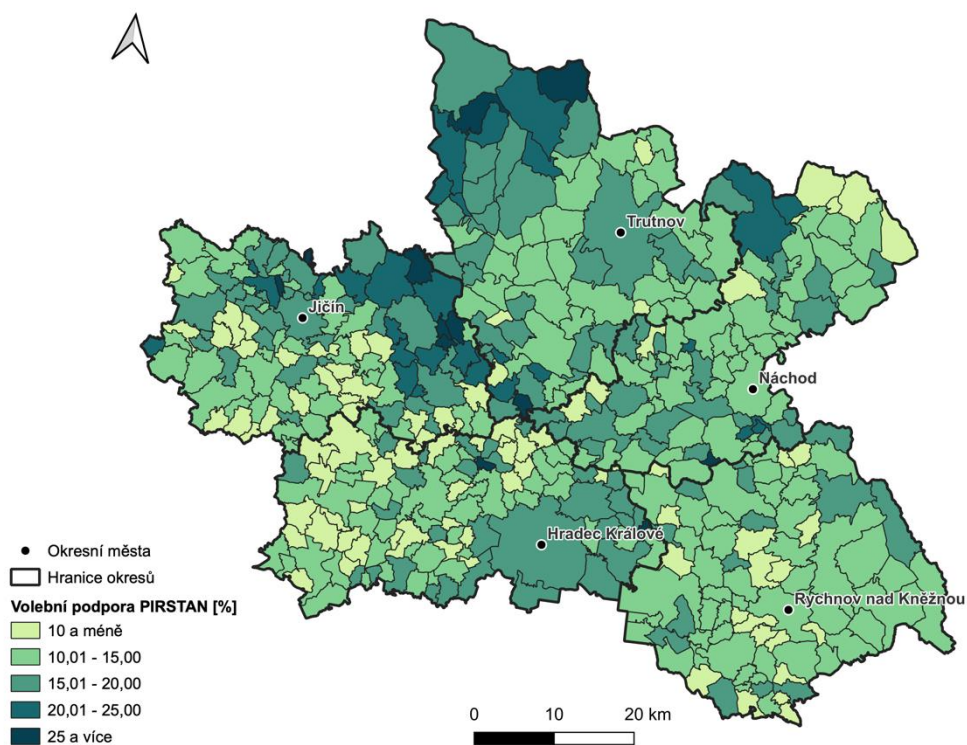 Trutnov
Jičín
Náchod
Hradec Králové
Rychnov nad Kněžnou
Okresní města
Hranice okresů
Volební podpora PIRSTAN [%]
10 a méně
10,01 - 15,00
15,01 - 20,00
20,01 - 25,00
25 a více
0 10 20 km